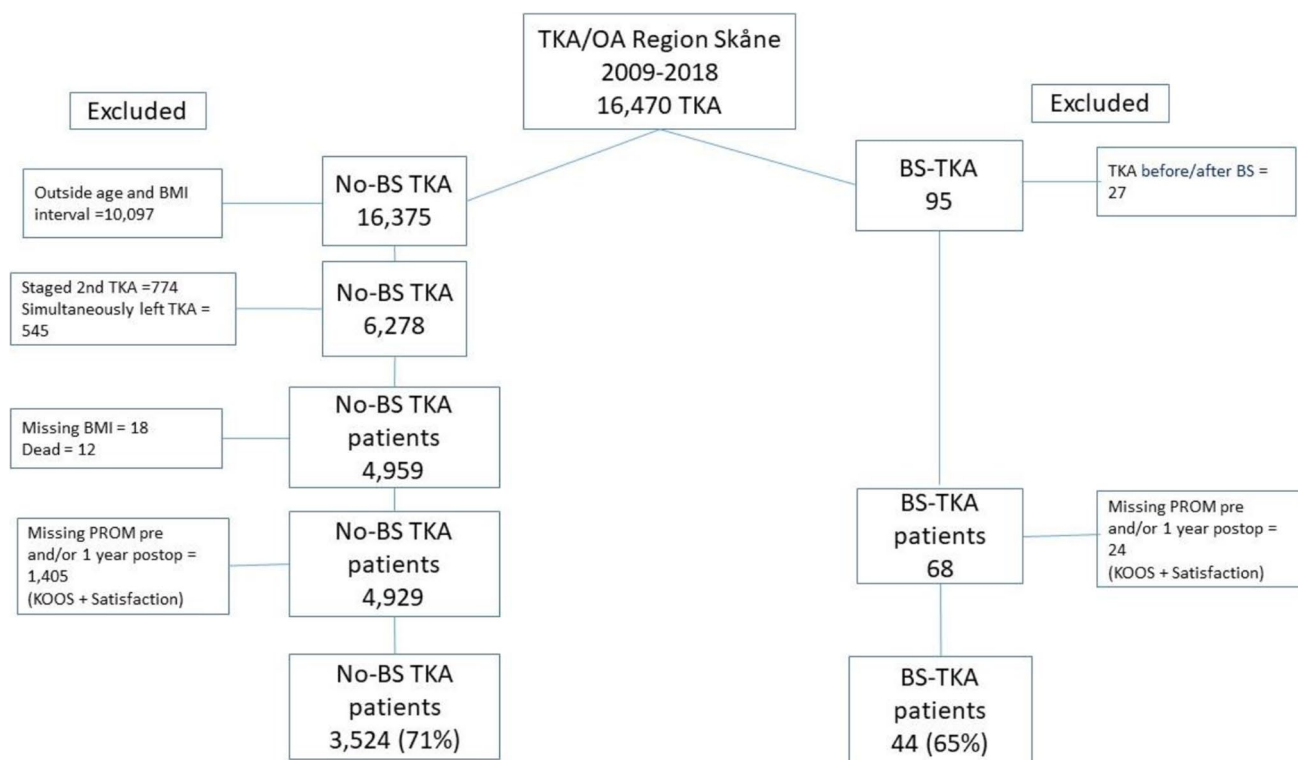 TKA/OA Region Skåne
2009-2018
16,470 TKA
Excluded
Excluded
Outside age and BMI
interval =10,097
No-BS TKA
16,375
BS-TKA
95
TKA before/after BS =
27
Staged 2nd TKA =774
Simultaneously left TKA =
545
No-BS TKA
6,278
Missing BMI = 18
Dead = 12
No-BS TKA
patients
4,959
Missing PROM pre
and/or 1 year postop =
1,405
(KOOS + Satisfaction)
No-BS TKA
patients
4,929
BS-TKA
patients
68
Missing PROM pre
and/or 1 year postop =
24
(KOOS + Satisfaction)
No-BS TKA
patients
3,524 (71%)
BS-TKA
patients
44 (65%)